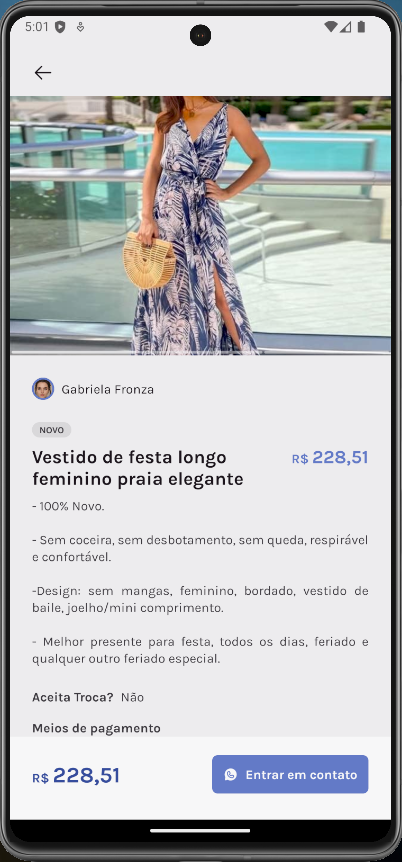 5:01
Gabriela Fronza
NOVO
Vestido de festa longo
feminino praia elegante
R$ 228,51
- 100% Novo.
- Sem coceira, sem desbotamento, sem queda, respirável
e confortável.
-Design: sem mangas, feminino, bordado, vestido de
baile, joelho/mini comprimento.
- Melhor presente para festa, todos os dias, feriado e
qualquer outro feriado especial.
Aceita Troca? Não
Meios de pagamento
R$ 228,51
Entrar em contato